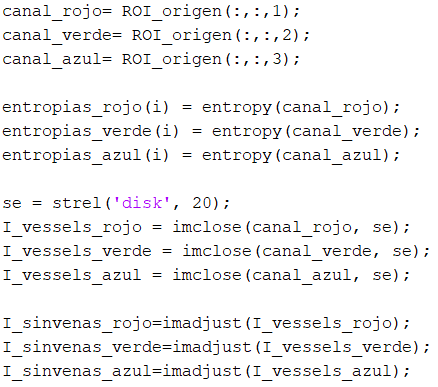 canal_rojo= ROI_origen(:,:,1);
canal_verde= ROI_origen(:,:,2);
canal_azul= ROI_origen(:,:,3);
entropias_rojo(i) = entropy(canal_rojo);
entropias_verde(i) = entropy(canal_verde);
entropias_azul(i) = entropy(canal_azul);
se = strel('disk', 20);
I_vessels_rojo = imclose(canal_rojo, se);
I_vessels_verde = imclose(canal_verde, se);
I_vessels_azul = imclose(canal_azul, se);
I_sinvenas_rojo=imadjust(I_vessels_rojo);
I_sinvenas_verde=imadjust(I_vessels_verde);
I_sinvenas_azul=imadjust(I_vessels_azul);